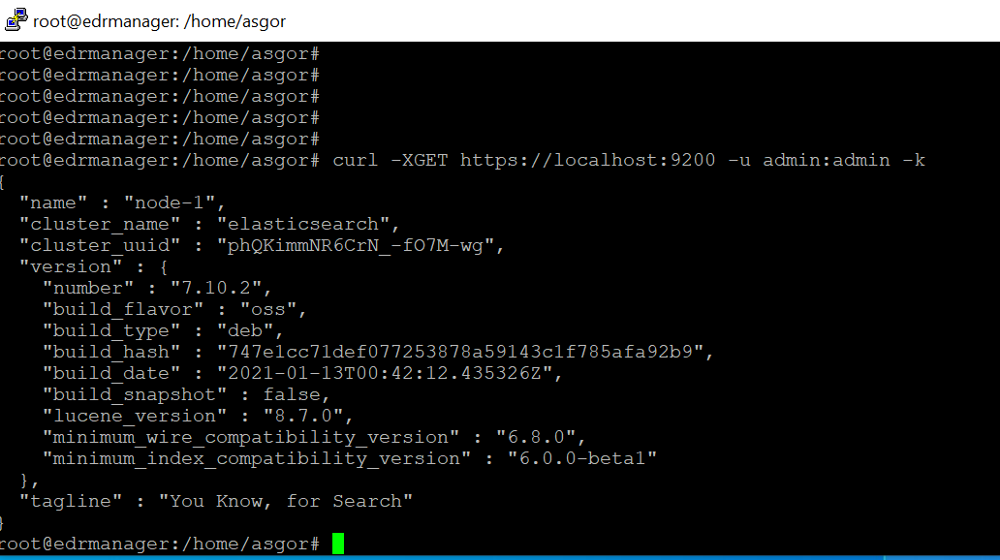 root@edrmanager: /home/asgor
root@edrmanager:/home/asgor#
root@edrmanager:/home/asgor#
root@edrmanager:/home/asgor#
root@edrmanager:/home/asgor#
root@edrmanager:/home/asgor#
root@edrmanager:/home/asgor# curl -XGET https://localhost:9200 -u admin:admin -k
{
  "name" : "node-1",
  "cluster_name" : "elasticsearch",
  "cluster_uuid" : "phQKimmNR6CrN_-fO7M-wg",
  "version" : {
    "number" : "7.10.2",
    "build_flavor" : "oss",
    "build_type" : "deb",
    "build_hash" : "747e1cc71def077253878a59143c1f785afa92b9",
    "build_date" : "2021-01-13T00:42:12.435326Z",
    "build_snapshot" : false,
    "lucene_version" : "8.7.0",
    "minimum_wire_compatibility_version" : "6.8.0",
    "minimum_index_compatibility_version" : "6.0.0-beta1"
  },
  "tagline" : "You Know, for Search"
}
root@edrmanager:/home/asgor#